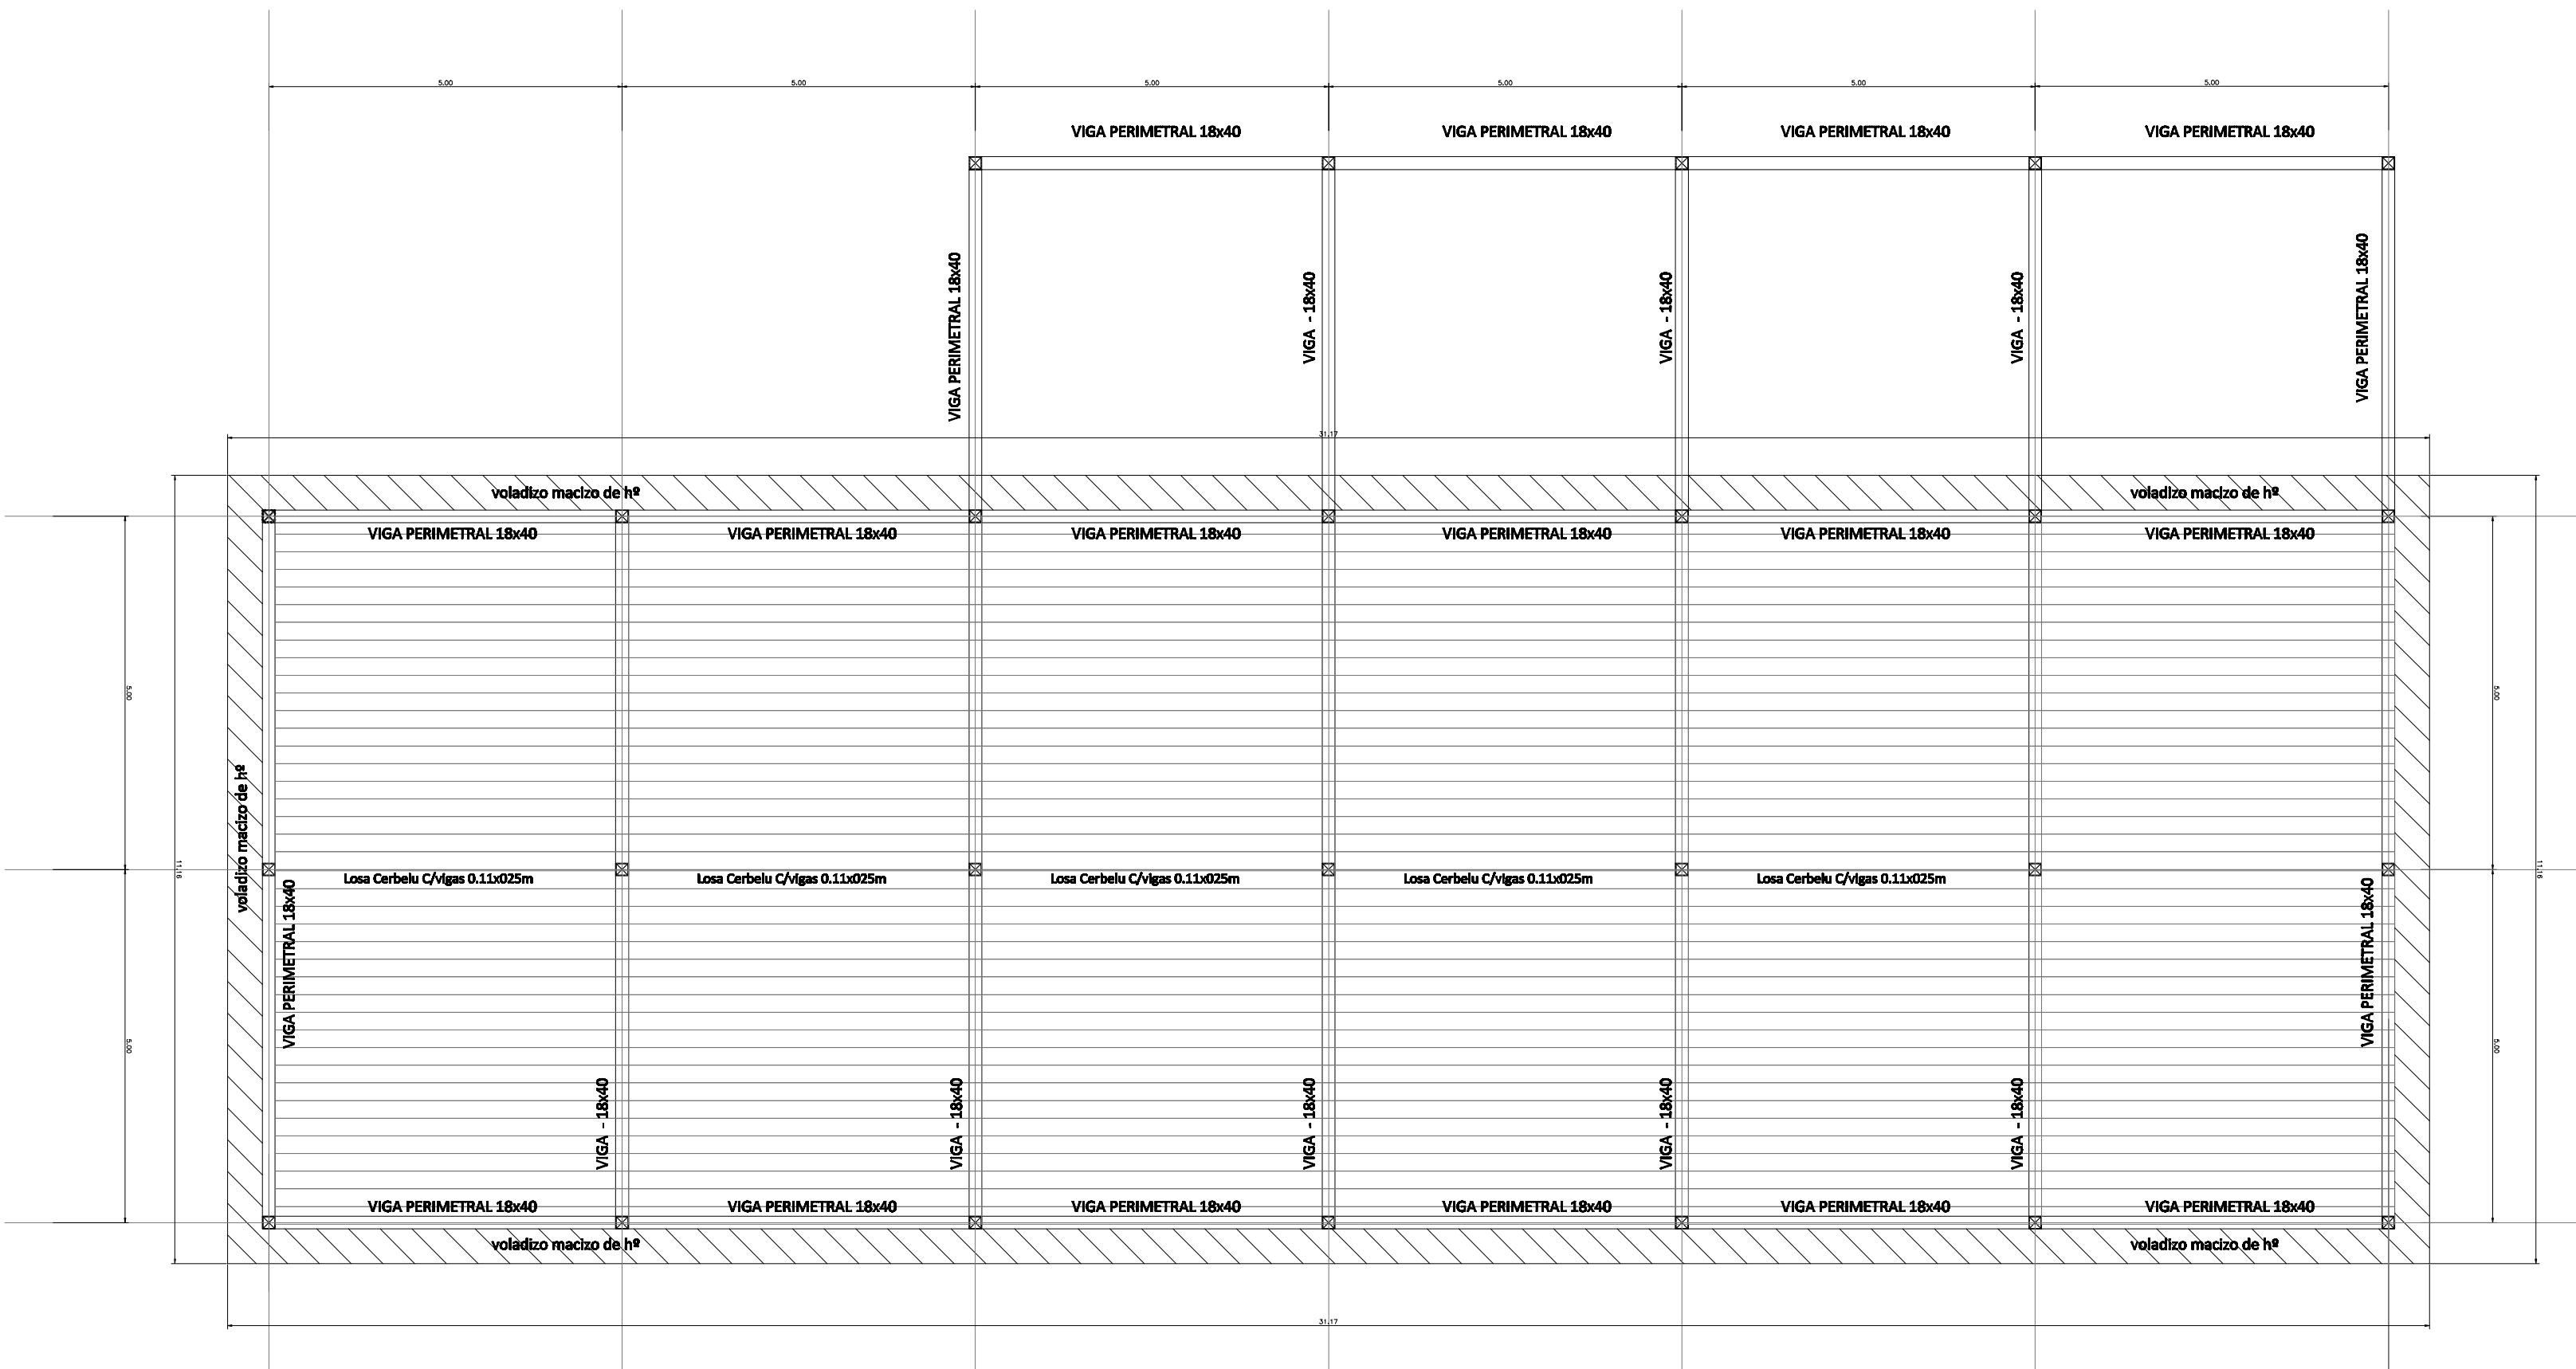 5.00
5.00
5.00
5.00
5.00
5.00
VIGA PERIMETRAL 18x40
VIGA PERIMETRAL 18x40
VIGA PERIMETRAL 18x40
VIGA PERIMETRAL 18x40
VIGA PERIMETRAL 18x40
VIGA - 18x40
VIGA - 18x40
VIGA - 18x40
VIGA PERIMETRAL 18x40
31.17
voladizo macizo de hº
voladizo macizo de hº
VIGA PERIMETRAL 18x40
VIGA PERIMETRAL 18x40
VIGA PERIMETRAL 18x40
VIGA PERIMETRAL 18x40
VIGA PERIMETRAL 18x40
VIGA PERIMETRAL 18x40
5.00
5.00
voladizo macizo de hº
11.16
11.16
Losa Cerbelu C/vigas 0.11x025m
Losa Cerbelu C/vigas 0.11x025m
Losa Cerbelu C/vigas 0.11x025m
Losa Cerbelu C/vigas 0.11x025m
Losa Cerbelu C/vigas 0.11x025m
VIGA PERIMETRAL 18x40
VIGA PERIMETRAL 18x40
5.00
5.00
VIGA - 18x40
VIGA - 18x40
VIGA - 18x40
VIGA - 18x40
VIGA - 18x40
VIGA PERIMETRAL 18x40
VIGA PERIMETRAL 18x40
VIGA PERIMETRAL 18x40
VIGA PERIMETRAL 18x40
VIGA PERIMETRAL 18x40
VIGA PERIMETRAL 18x40
voladizo macizo de hº
voladizo macizo de hº
31.17